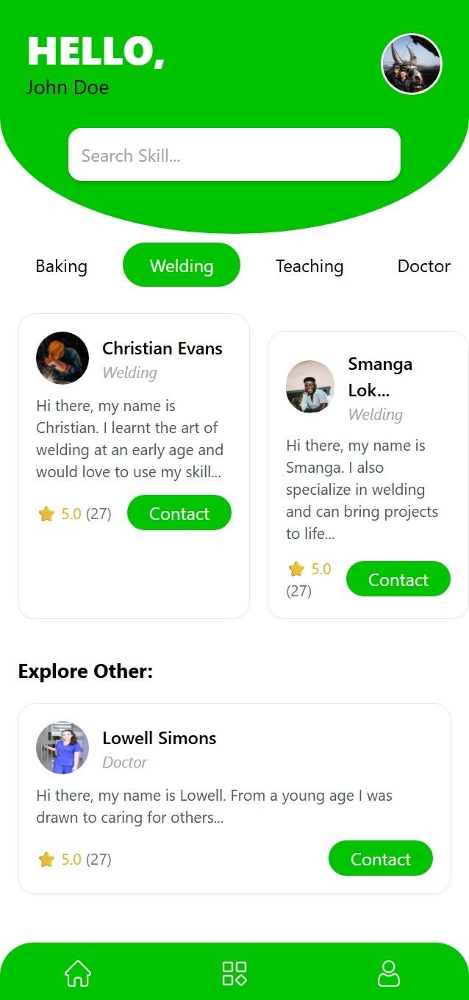 HELLO,
John Doe
Search Skill...
Baking
Welding
Teaching
Doctor
Christian Evans
Welding
Hi there, my name is
Christian. I learnt the art of
welding at an early age and
would love to use my skill...
5.0 (27)
Contact
Smanga
Lok...
Welding
Hi there, my name is
Smanga. I also
specialize in welding
and can bring projects
to life...
5.0
(27)
Contact
Explore Other:
Lowell Simons
Doctor
Hi there, my name is Lowell. From a young age I was
drawn to caring for others...
5.0 (27)
Contact